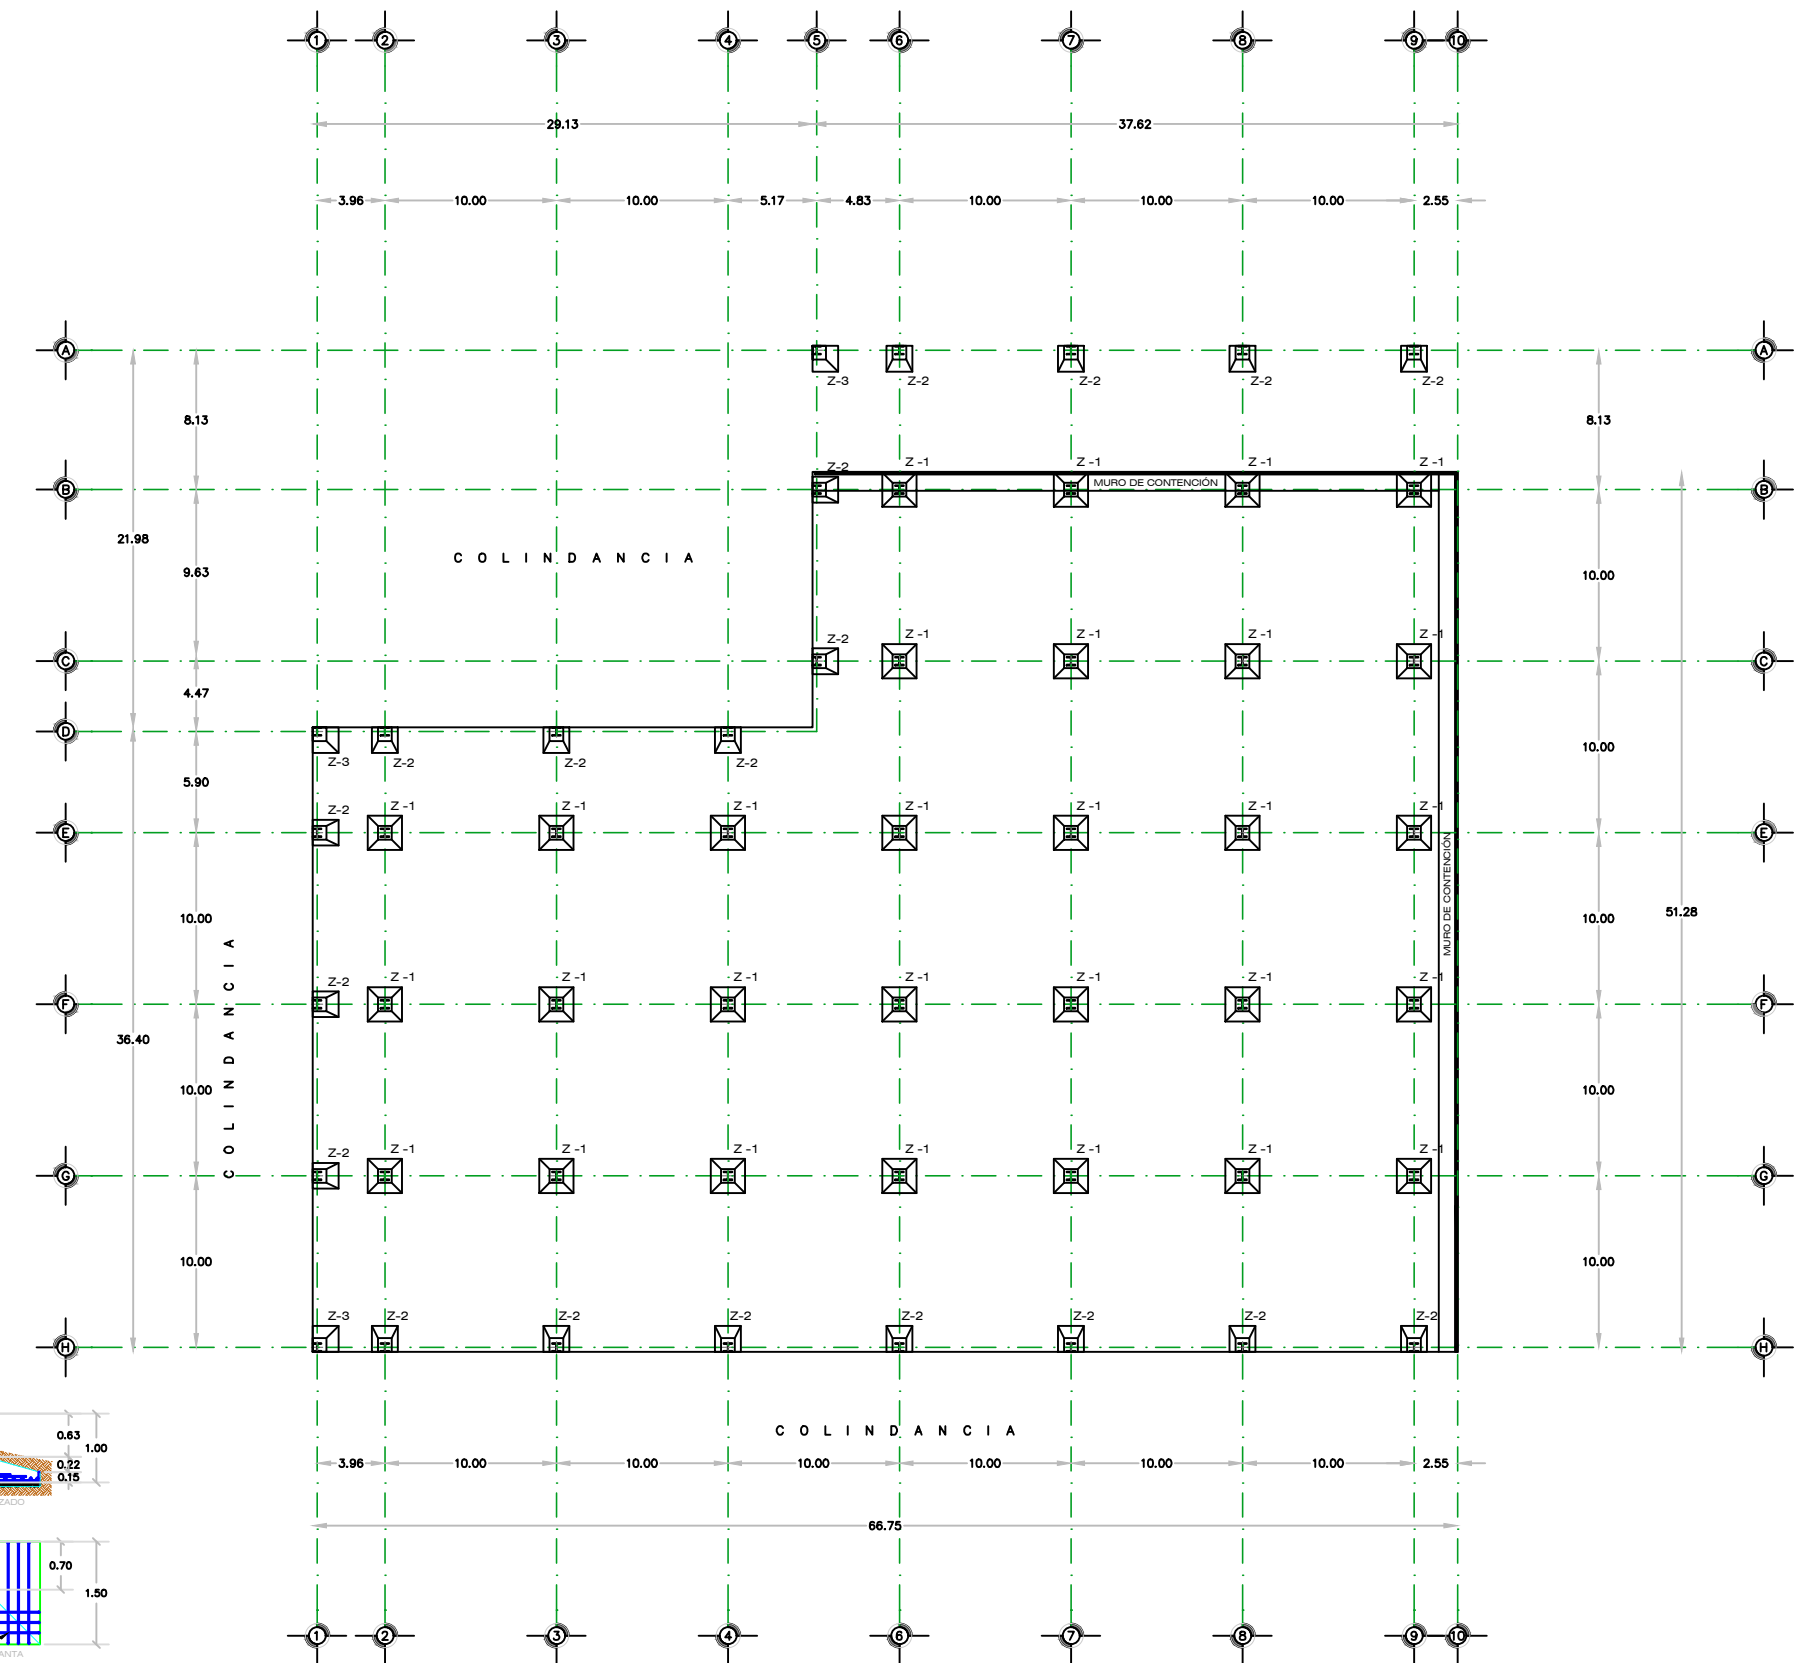 1 2 3 4 5 6 7 8 9 10
29.13 37.62
3.96 10.00 10.00 5.17 4.83 10.00 10.00 10.00 2.55
A A
Z-3 Z-2 Z-2 Z-2 Z-2
8.13 8.13
Z-2 Z -1 Z -1 Z -1 Z -1
MURO DE CONTENCIÓN
B B
21.98
COLINDANCIA
9.63 10.00
Z-2 Z -1 Z -1 Z -1 Z -1
C C
4.47
D
Z-3 Z-2 Z-2 Z-2
10.00
5.90
Z-2 Z -1 Z -1 Z -1 Z -1 Z -1 Z -1 Z -1
E E
MURO DE CONTENCIÓN
51.28
10.00 10.00
COLINDANCIA
Z-2 Z -1 Z -1 Z -1 Z -1 Z -1 Z -1 Z -1
F F
36.40
10.00 10.00
Z-2 Z -1 Z -1 Z -1 Z -1 Z -1 Z -1 Z -1
G G
10.00 10.00
Z-3 Z-2 Z-2 Z-2 Z-2 Z-2 Z-2 Z-2
H H
COLINDANCIA
0.63
1.00
0.22
0.15
ZADO
3.96 10.00 10.00 10.00 10.00 10.00 10.00 2.55
66.75
0.70
1.50
ANTA
1 2 3 4 6 7 8 9 10